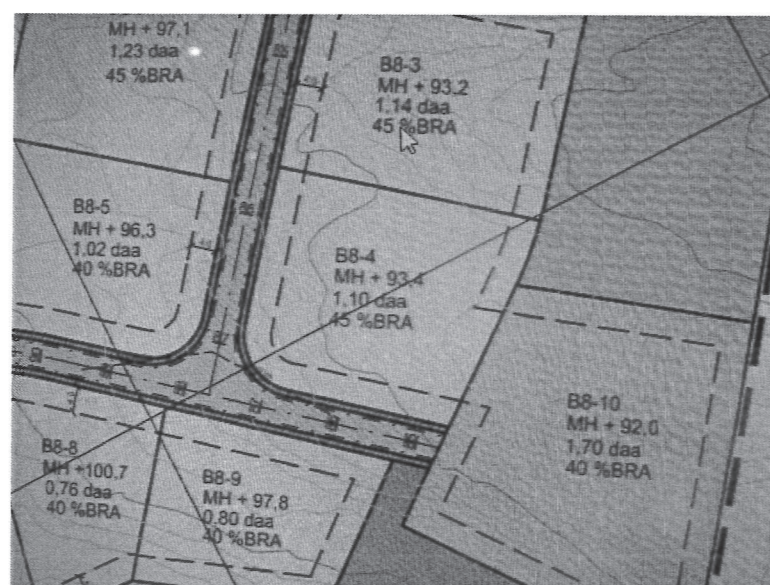 MH + 97,1
1,23 daa
45 %BRA
B8-3
MH + 93,2
1,14 daa
45 %BRA
B8-5
MH + 96,3
1,02 daa
40 %BRA
B8-4
MH + 93,4
1,10 daa
45 %BRA
B8-10
MH + 92,0
1,70 daa
40 %BRA
B8-8
MH +100,7
0,76 daa
40 %BRA
B8-9
MH + 97,8
0,80 daa
40 %BRA